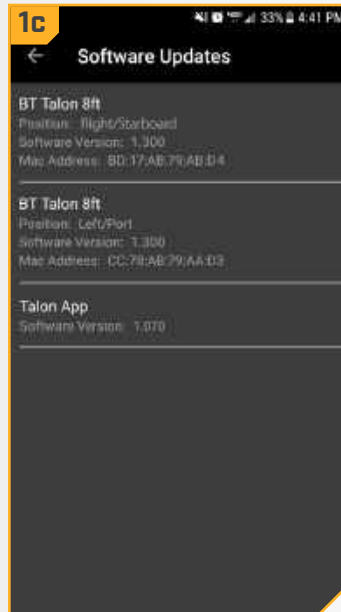 1c
33% 4:41 PM
Software Updates
BT Talon 8ft
Position: Right/Starboard
Software Version: 1.300
Mac Address: BD:17:AB:79:AB:D4
BT Talon 8ft
Position: Left/Port
Software Version: 1.300
Mac Address: CC:78:AB:79:AA:D3
Talon App
Software Version: 1.070